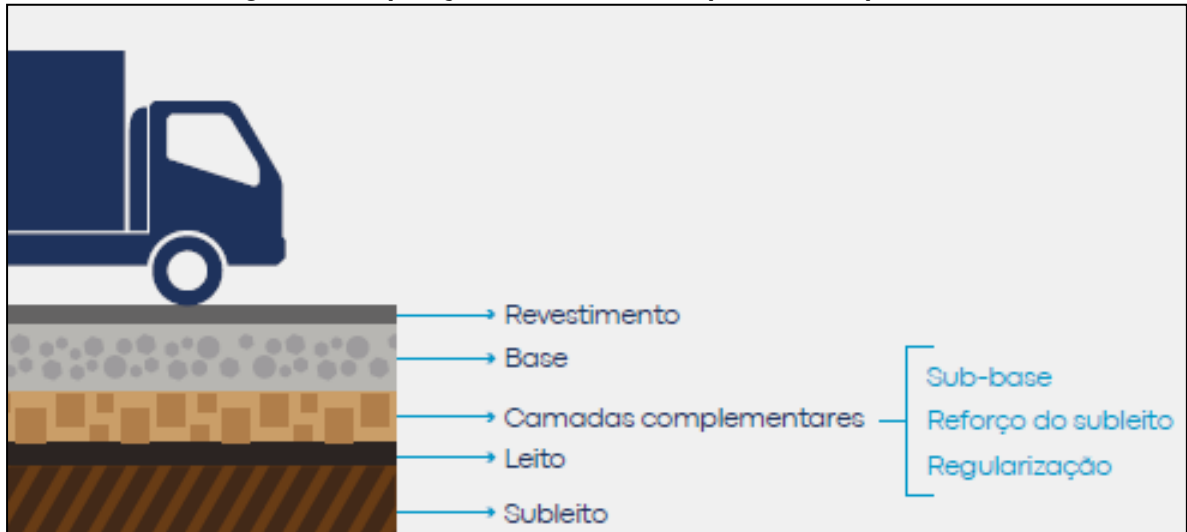 Revestimento
Base
Camadas complementares
Leito
Subleito
Sub-base
Reforço do subleito
Regularização